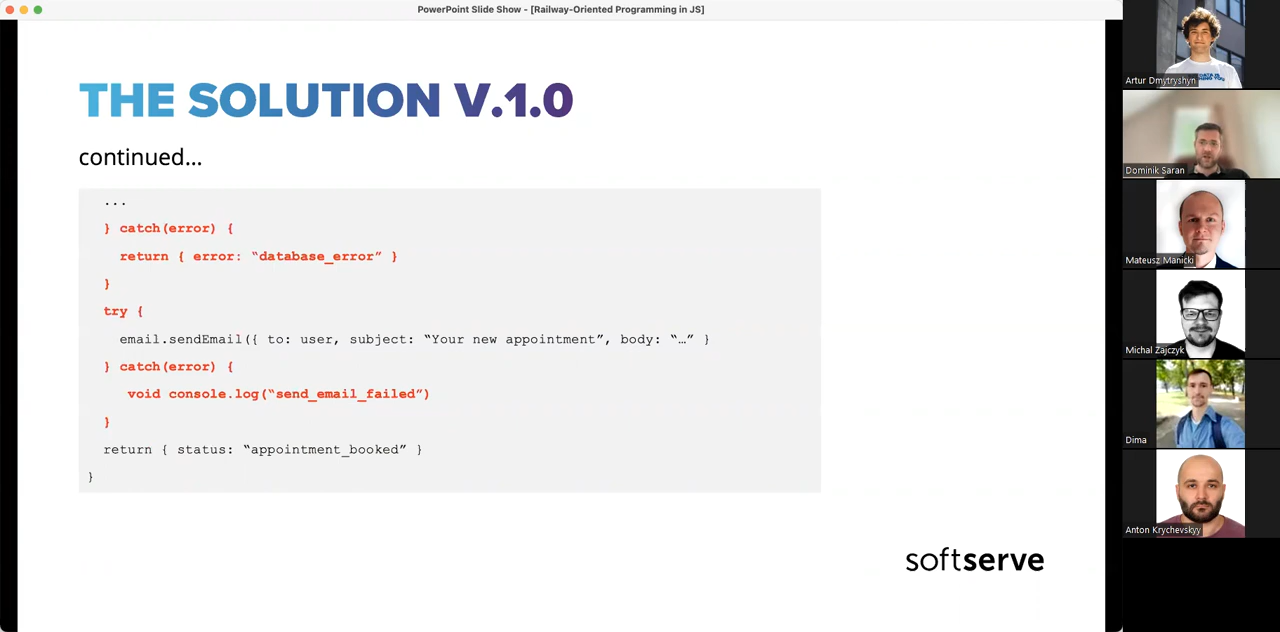 PowerPoint Slide Show - [Railway-Oriented Programming in JS]
THE SOLUTION V.1.0
continued...
...
} catch(error) {
return { error: “database_error” }
}
try {
email.sendEmail({ to: user, subject: “Your new appointment”, body: “…” }
} catch(error) {
void console.log(“send_email_failed”)
}
return { status: “appointment_booked” }
}
softserve
Artur Dmytryshyn
Dominik Saran
Mateusz Manicki
Michal Zajczyk
Dima
Anton Krychevskyy